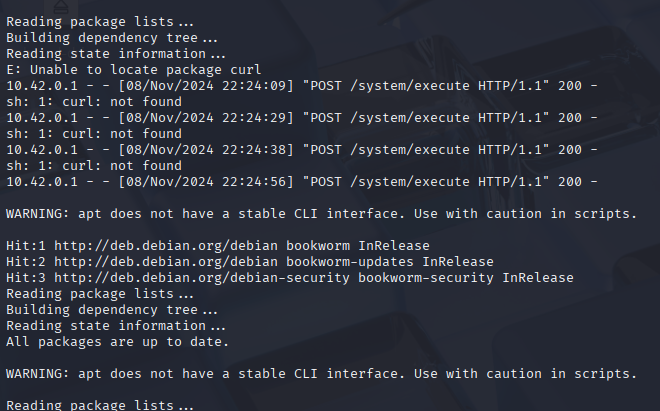 Reading package lists...
Building dependency tree...
Reading state information...
E: Unable to locate package curl
10.42.0.1 - - [08/Nov/2024 22:24:09] "POST /system/execute HTTP/1.1" 200 -
sh: 1: curl: not found
10.42.0.1 - - [08/Nov/2024 22:24:29] "POST /system/execute HTTP/1.1" 200 -
sh: 1: curl: not found
10.42.0.1 - - [08/Nov/2024 22:24:38] "POST /system/execute HTTP/1.1" 200 -
sh: 1: curl: not found
10.42.0.1 - - [08/Nov/2024 22:24:56] "POST /system/execute HTTP/1.1" 200 -
WARNING: apt does not have a stable CLI interface. Use with caution in scripts.
Hit:1 http://deb.debian.org/debian bookworm InRelease
Hit:2 http://deb.debian.org/debian bookworm-updates InRelease
Hit:3 http://deb.debian.org/debian-security bookworm-security InRelease
Reading package lists...
Building dependency tree...
Reading state information...
All packages are up to date.
WARNING: apt does not have a stable CLI interface. Use with caution in scripts.
Reading package lists...